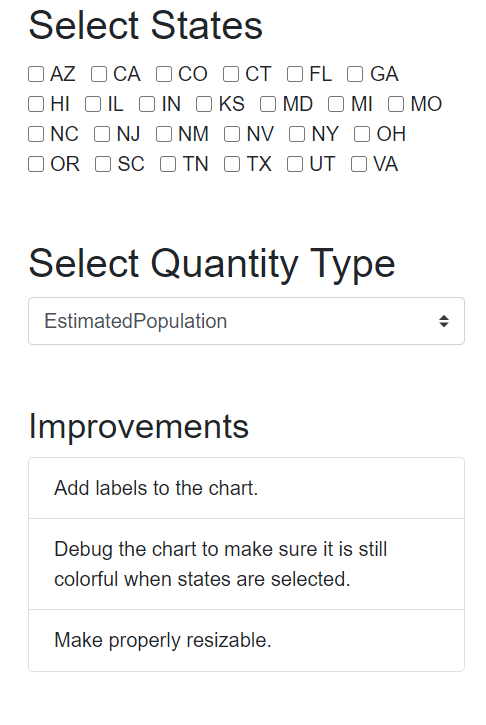 Select States
AZ CA CO CT FL GA
HI IL IN KS MD MI MO
NC NJ NM NV NY OH
OR SC TN TX UT VA
Select Quantity Type
EstimatedPopulation
Improvements
Add labels to the chart.
Debug the chart to make sure it is still
colorful when states are selected.
Make properly resizable.